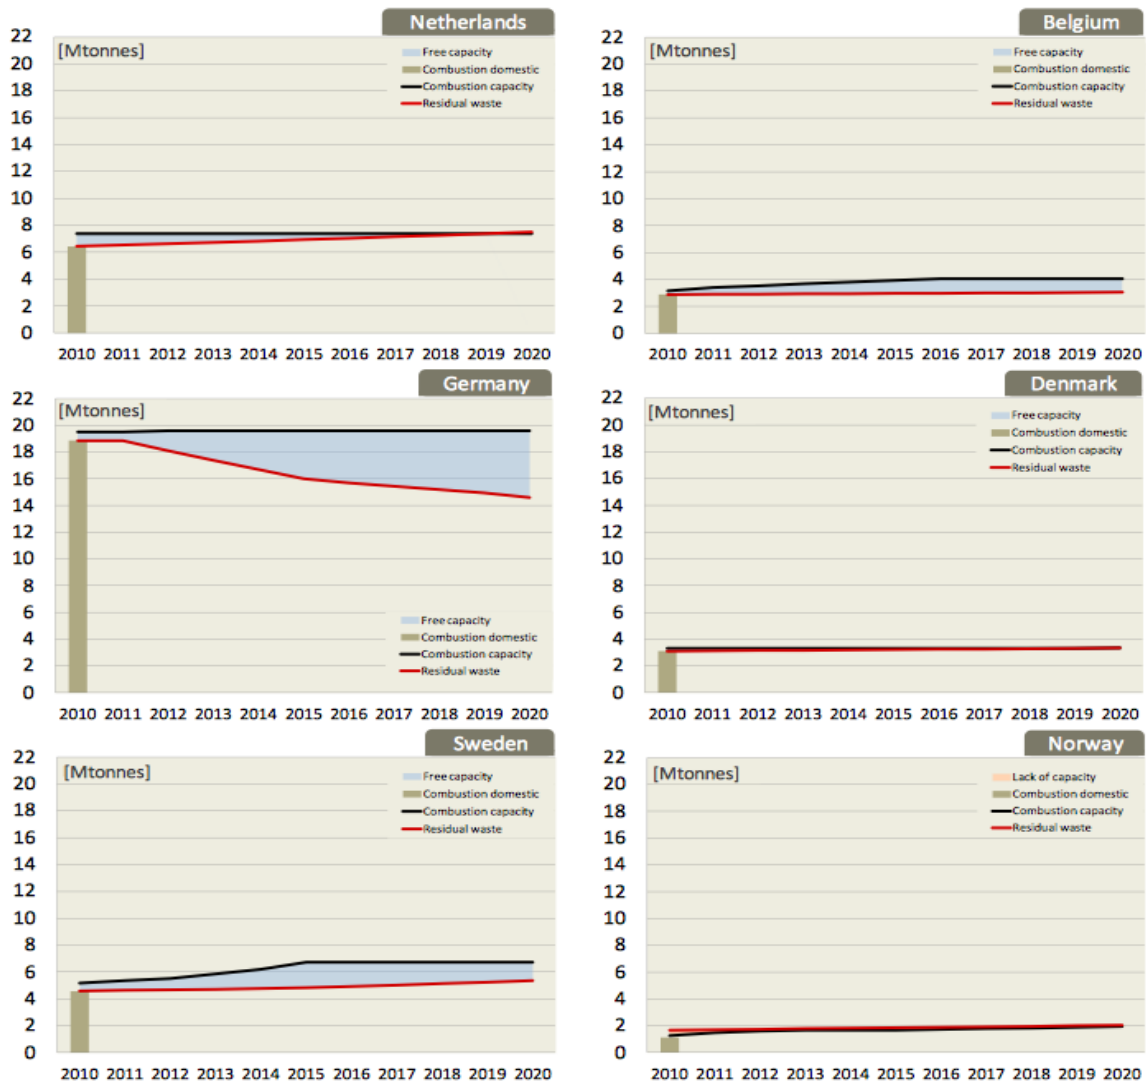 Netherlands
[Mtonnes]
Free capacity
Combustion domestic
Combustion capacity
Residual waste
22
20
18
16
14
12
10
8
6
4
2
0
2010 2011 2012 2013 2014 2015 2016 2017 2018 2019 2020
Belgium
[Mtonnes]
Free capacity
Combustion domestic
Combustion capacity
Residual waste
22
20
18
16
14
12
10
8
6
4
2
0
2010 2011 2012 2013 2014 2015 2016 2017 2018 2019 2020
Germany
[Mtonnes]
22
20
18
16
14
12
10
8
6
4
2
0
Free capacity
Combustion domestic
Combustion capacity
Residual waste
2010 2011 2012 2013 2014 2015 2016 2017 2018 2019 2020
Denmark
[Mtonnes]
Free capacity
Combustion domestic
Combustion capacity
Residual waste
22
20
18
16
14
12
10
8
6
4
2
0
2010 2011 2012 2013 2014 2015 2016 2017 2018 2019 2020
Sweden
[Mtonnes]
Free capacity
Combustion domestic
Combustion capacity
Residual waste
22
20
18
16
14
12
10
8
6
4
2
0
2010 2011 2012 2013 2014 2015 2016 2017 2018 2019 2020
Norway
[Mtonnes]
Lack of capacity
Combustion domestic
Combustion capacity
Residual waste
22
20
18
16
14
12
10
8
6
4
2
0
2010 2011 2012 2013 2014 2015 2016 2017 2018 2019 2020